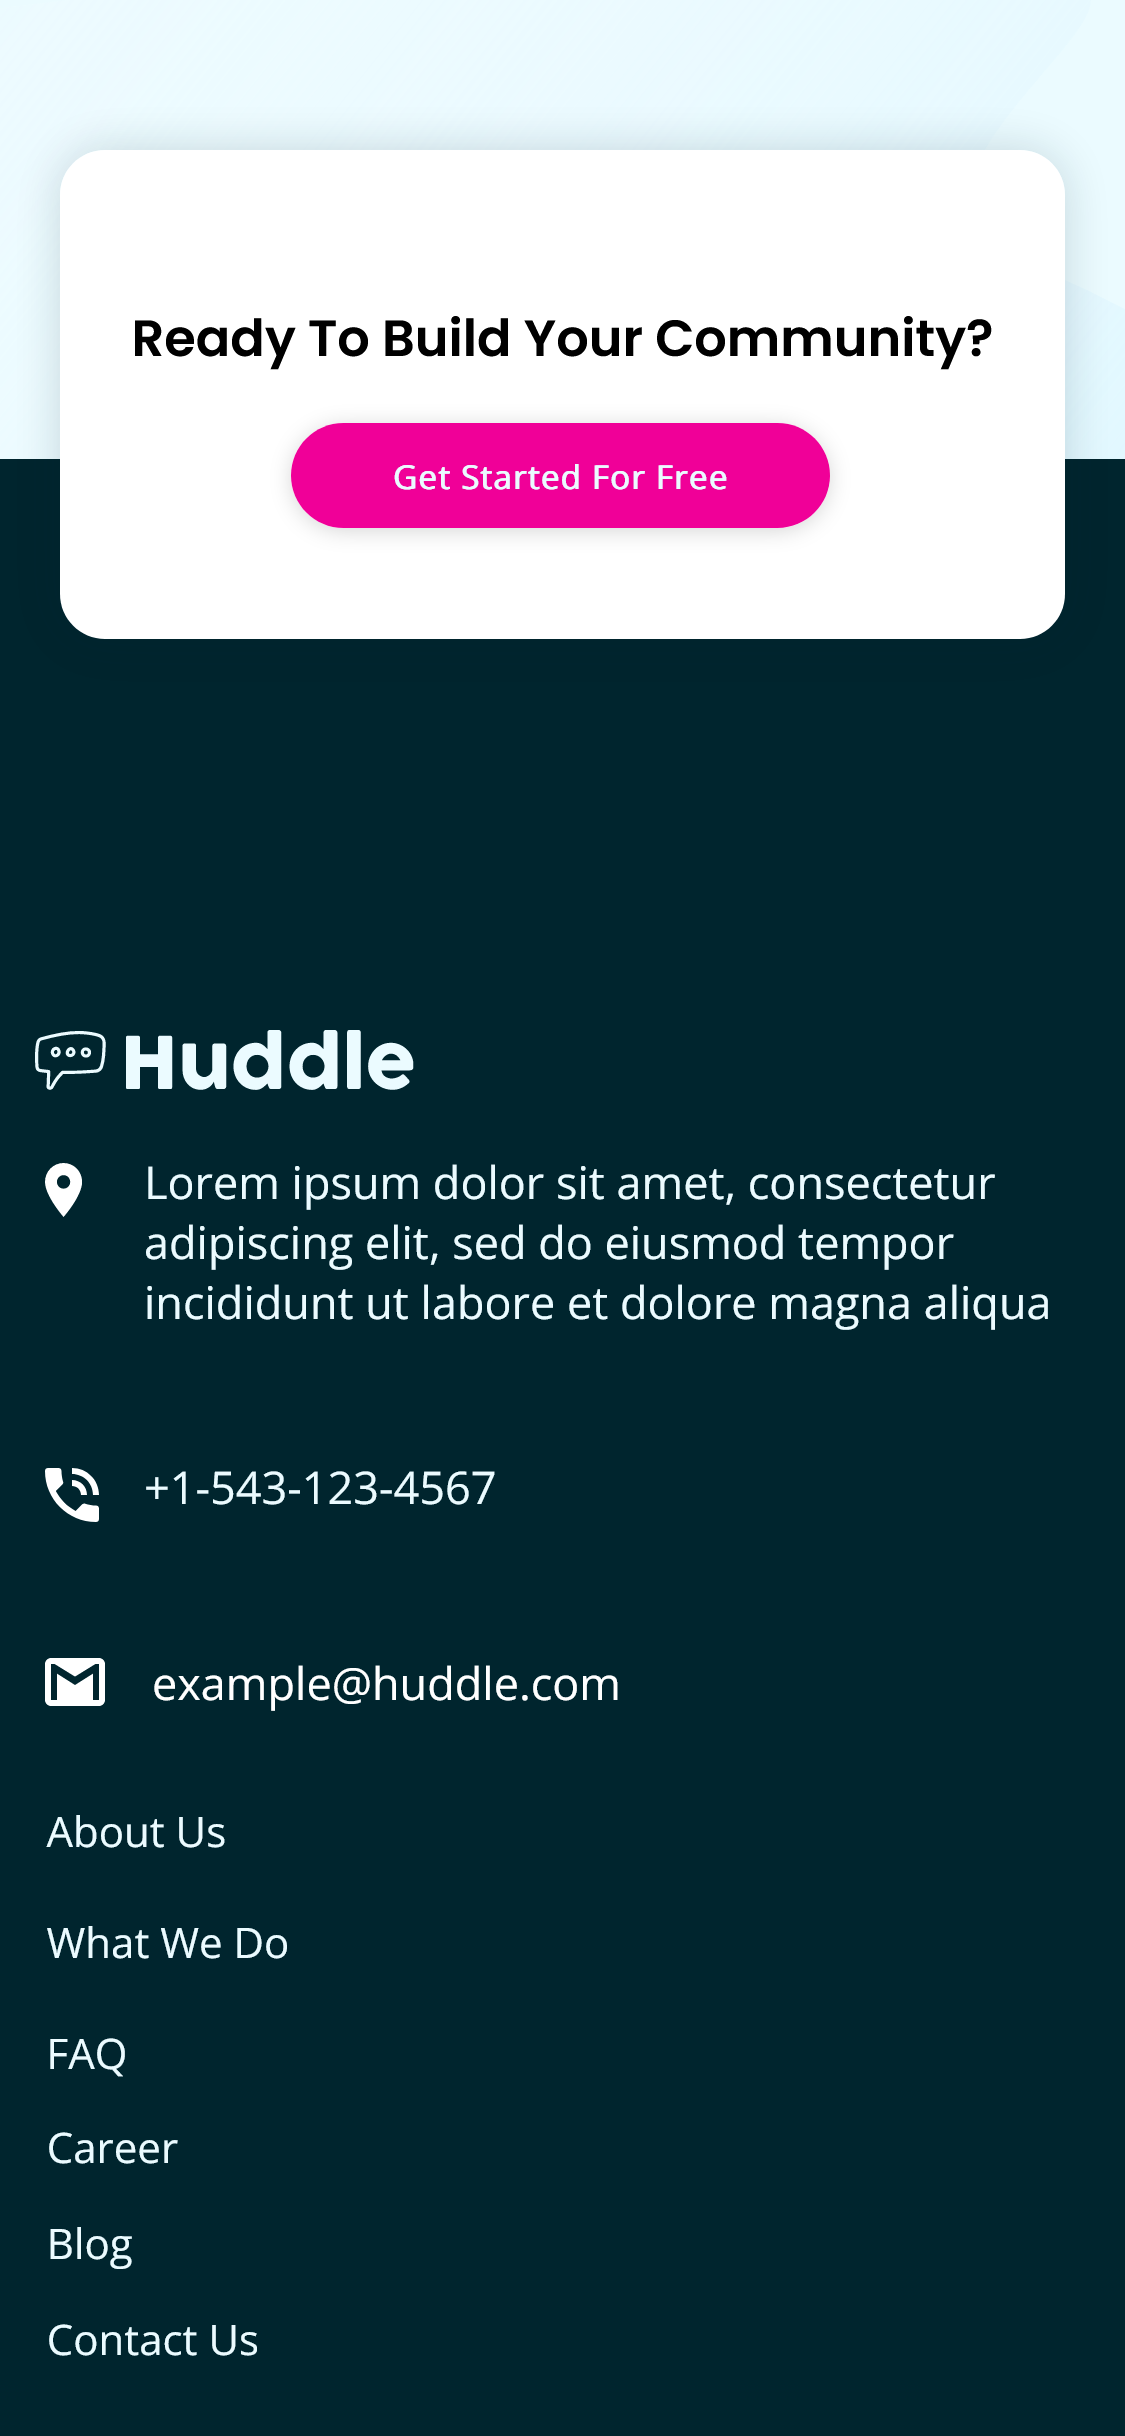 Ready To Build Your Community?
Get Started For Free
Huddle
Lorem ipsum dolor sit amet, consectetur
adipiscing elit, sed do eiusmod tempor
incididunt ut labore et dolore magna aliqua
+1-543-123-4567
example@huddle.com
About Us
What We Do
FAQ
Career
Blog
Contact Us